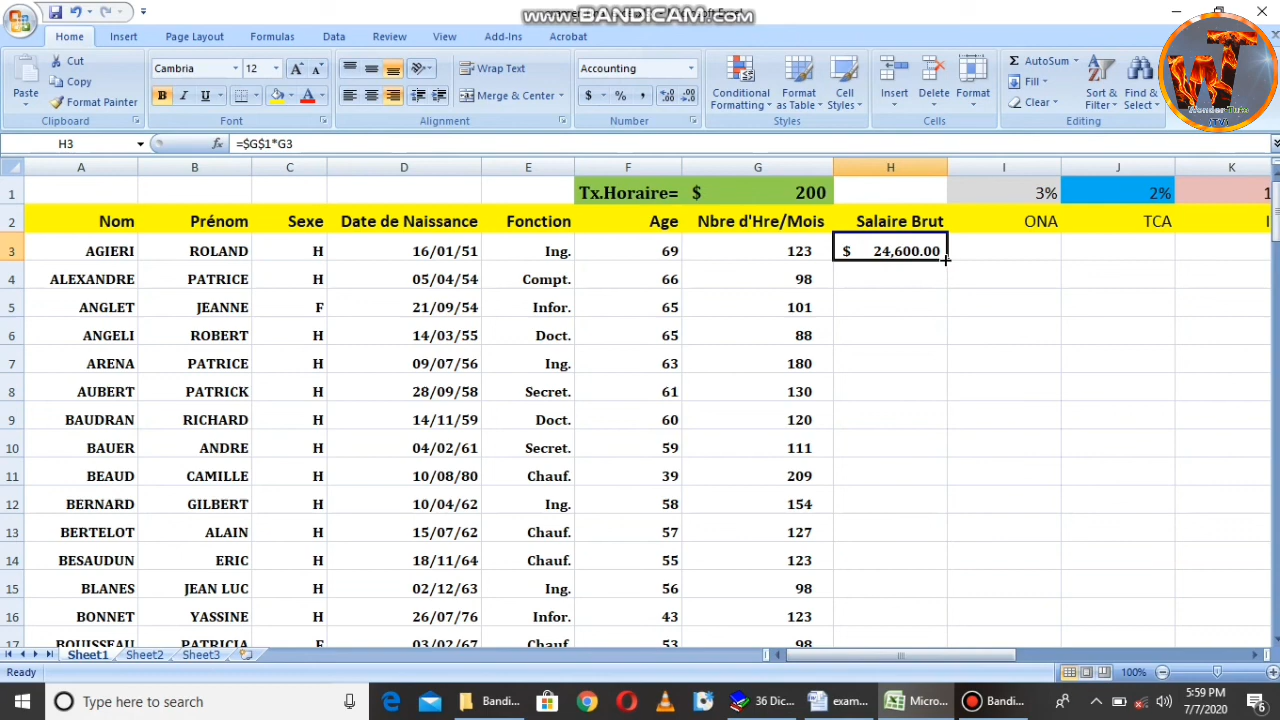 WWW.BANDICAM.COM
Home Insert Page Layout Formulas Data Review View Add-Ins Acrobat
Paste
Cut
Copy
Format Painter
Clipboard
Cambria 12
B I U
Font
Wrap Text
Merge & Center
Alignment
Accounting
$ % ,
Number
Conditional Formatting
Format as Table
Cell Styles
Styles
Insert Delete Format
Cells
AutoSum
Fill
Clear
Sort & Filter
Find & Select
Editing
H3 fx =$G$1*G3
A B C D E F G H I J K
1 Tx.Horaire= $ 200 3% 2% 1
2 Nom Prénom Sexe Date de Naissance Fonction Age Nbre d'Hre/Mois Salaire Brut ONA TCA I
3 AGIERI ROLAND H 16/01/51 Ing. 69 123 $ 24,600.00
4 ALEXANDRE PATRICE H 05/04/54 Compt. 66 98
5 ANGLET JEANNE F 21/09/54 Infor. 65 101
6 ANGELI ROBERT H 14/03/55 Doct. 65 88
7 ARENA PATRICE H 09/07/56 Ing. 63 180
8 AUBERT PATRICK H 28/09/58 Secret. 61 130
9 BAUDRAN RICHARD H 14/11/59 Doct. 60 120
10 BAUER ANDRE H 04/02/61 Secret. 59 111
11 BEAUD CAMILLE H 10/08/80 Chauf. 39 209
12 BERNARD GILBERT H 10/04/62 Ing. 58 154
13 BERTELOT ALAIN H 15/07/62 Chauf. 57 127
14 BESAUDUN ERIC H 18/11/64 Chauf. 55 123
15 BLANES JEAN LUC H 02/12/63 Ing. 56 98
16 BONNET YASSINE H 26/07/76 Infor. 43 123
17 BOUISSEAU PATRICIA F 03/02/67 Chauf. 53 98
Sheet1 Sheet2 Sheet3
Ready 100%
Type here to search Bandi... 36 Dic... exam... Micro... Bandi... 5:59 PM
7/7/2020 6